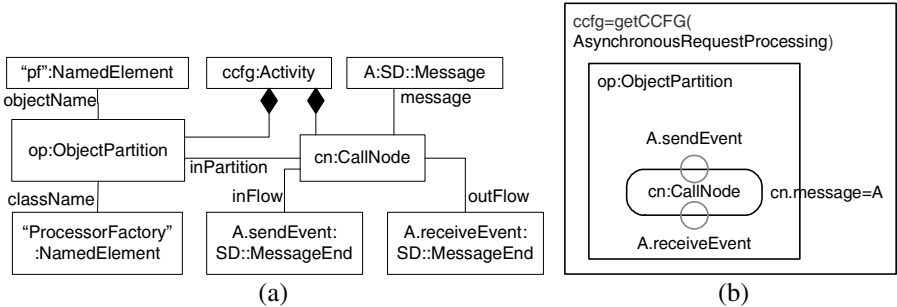 "pf":NamedElement
ccfg:Activity
A:SD::Message
objectName
message
op:ObjectPartition
inPartition
cn:CallNode
className
inFlow
outFlow
"ProcessorFactory"
:NamedElement
A.sendEvent:
SD::MessageEnd
A.receiveEvent:
SD::MessageEnd
(a)
ccfg=getCCFG(
AsynchronousRequestProcessing)
op:ObjectPartition
A.sendEvent
cn:CallNode
cn.message=A
A.receiveEvent
(b)